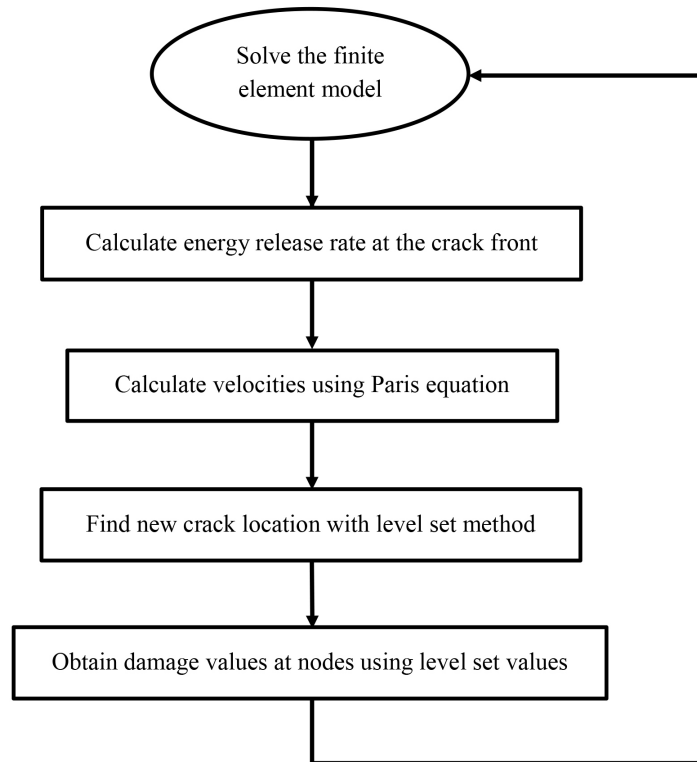 Solve the finite
element model
Calculate energy release rate at the crack front
Calculate velocities using Paris equation
Find new crack location with level set method
Obtain damage values at nodes using level set values